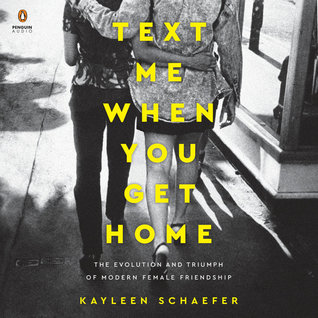 PENGUIN
AUDIO
TEXT
ME
WHEN
YOU
GET
HOME
THE EVOLUTION AND TRIUMPH
OF MODERN FEMALE FRIENDSHIP
KAYLEEN SCHAEFER